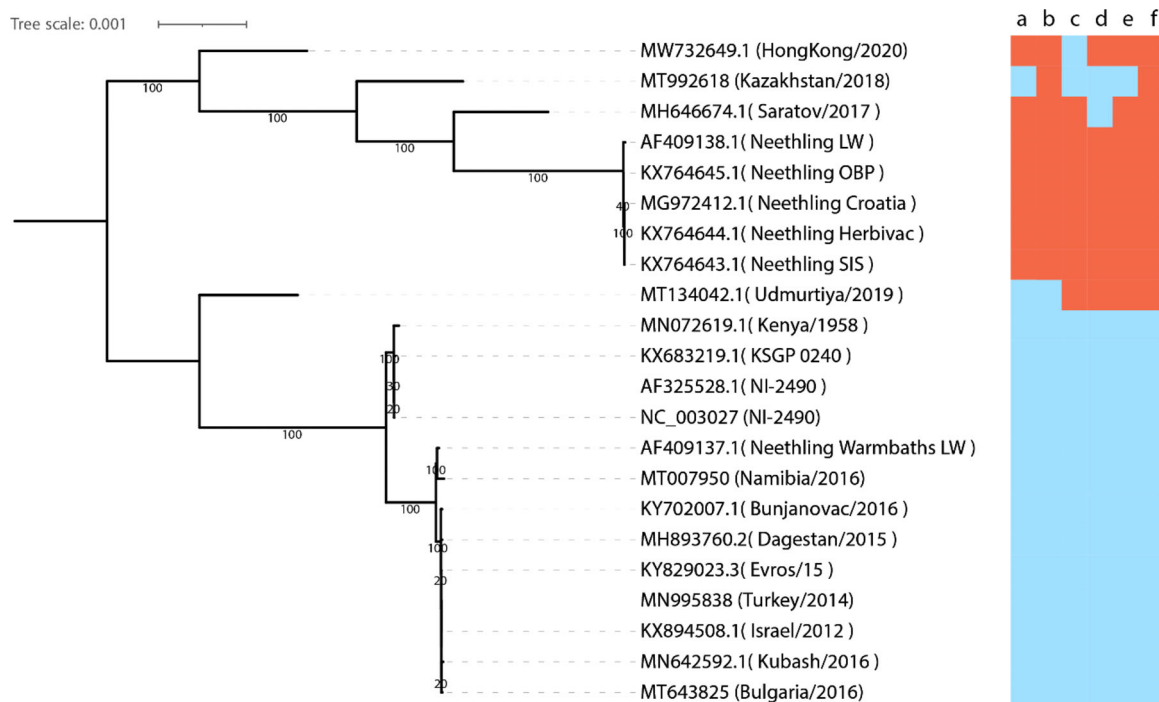 Tree scale: 0.001
a b c d e f
MW732649.1 (HongKong/2020)
100
MT992618 (Kazakhstan/2018)
100
MH646674.1( Saratov/2017 )
100
AF409138.1( Neethling LW )
100
KX764645.1( Neethling OBP )
40
MG972412.1( Neethling Croatia )
100
KX764644.1( Neethling Herbivac )
KX764643.1( Neethling SIS )
MT134042.1( Udmurtiya/2019 )
MN072619.1( Kenya/1958 )
100
KX683219.1( KSGP 0240 )
30
AF325528.1( NI-2490 )
20
NC_003027 (NI-2490)
100
AF409137.1( Neethling Warmbaths LW )
100
MT007950 (Namibia/2016)
100
KY702007.1( Bunjanovac/2016 )
100
MH893760.2( Dagestan/2015 )
20
KY829023.3( Evros/15 )
MN995838 (Turkey/2014)
KX894508.1( Israel/2012 )
MN642592.1( Kubash/2016 )
20
MT643825 (Bulgaria/2016)